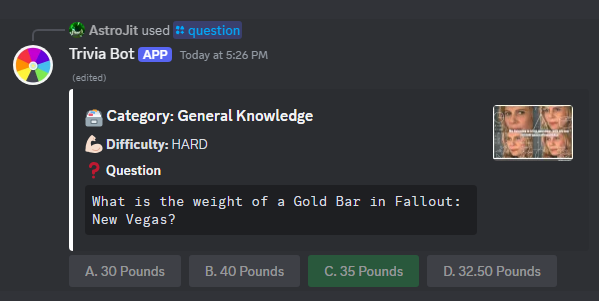 AstroJit used question
Trivia Bot APP Today at 5:26 PM
(edited)
Category: General Knowledge
Difficulty: HARD
Question
What is the weight of a Gold Bar in Fallout:
New Vegas?
A. 30 Pounds B. 40 Pounds C. 35 Pounds D. 32.50 Pounds